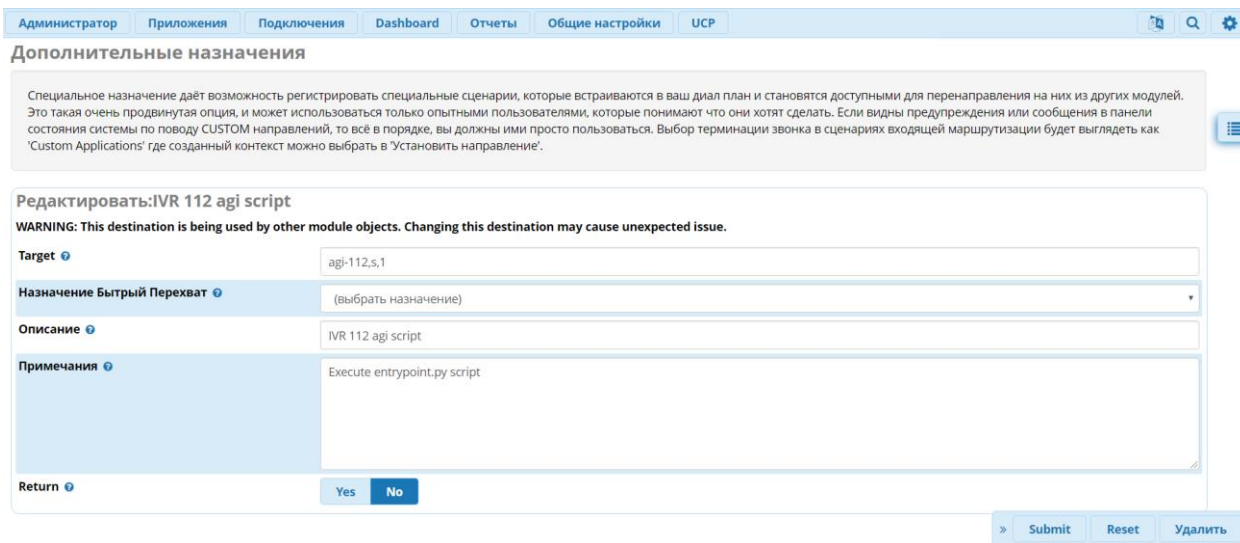 Администратор Приложения Подключения Dashboard Отчеты Общие настройки UCP
Дополнительные назначения
Специальное назначение даёт возможность регистрировать специальные сценарии, которые встраиваются в ваш диал план и становятся доступными для перенаправления на них из других модулей.
Это такая очень продвинутая опция, и может использоваться только опытными пользователями, которые понимают что они хотят сделать. Если видны предупреждения или сообщения в панели
состояния системы по поводу CUSTOM направлений, то всё в порядке, вы должны ими просто пользоваться. Выбор терминации звонка в сценариях входящей маршрутизации будет выглядеть как
'Custom Applications' где созданный контекст можно выбрать в 'Установить направление'.
Редактировать:IVR 112 agi script
WARNING: This destination is being used by other module objects. Changing this destination may cause unexpected issue.
Target agi-112,s,1
Назначение Бытрый Перехват (выбрать назначение)
Описание IVR 112 agi script
Примечания Execute entrypoint.py script
Return Yes No
» Submit Reset Удалить